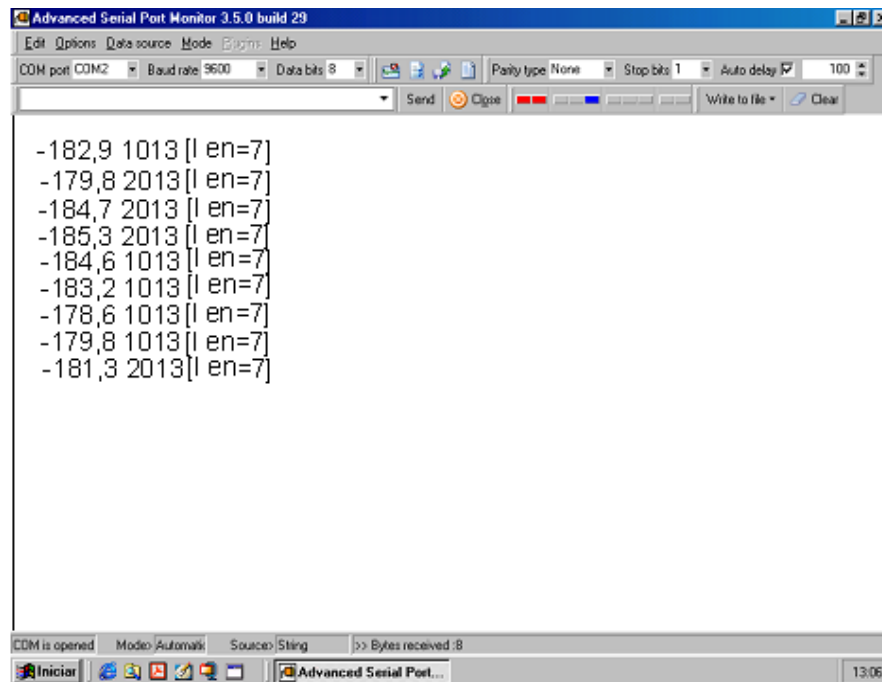 Advanced Serial Port Monitor 3.5.0 build 29
Edit Options Data source Mode Plugins Help
COM port COM2 Baud rate 9600 Data bits 8 Parity type None Stop bits 1 Auto delay 100
Send Close Write to file Clear
-182,9 1013 [l en=7]
-179,8 2013 [l en=7]
-184,7 2013 [l en=7]
-185,3 2013 [l en=7]
-184,6 1013 [l en=7]
-183,2 1013 [l en=7]
-178,6 1013 [l en=7]
-179,8 1013 [l en=7]
-181,3 2013[l en=7]
COM is opened Mode> Automatic Source> String >> Bytes received :8
Iniciar Advanced Serial Port... 13:06